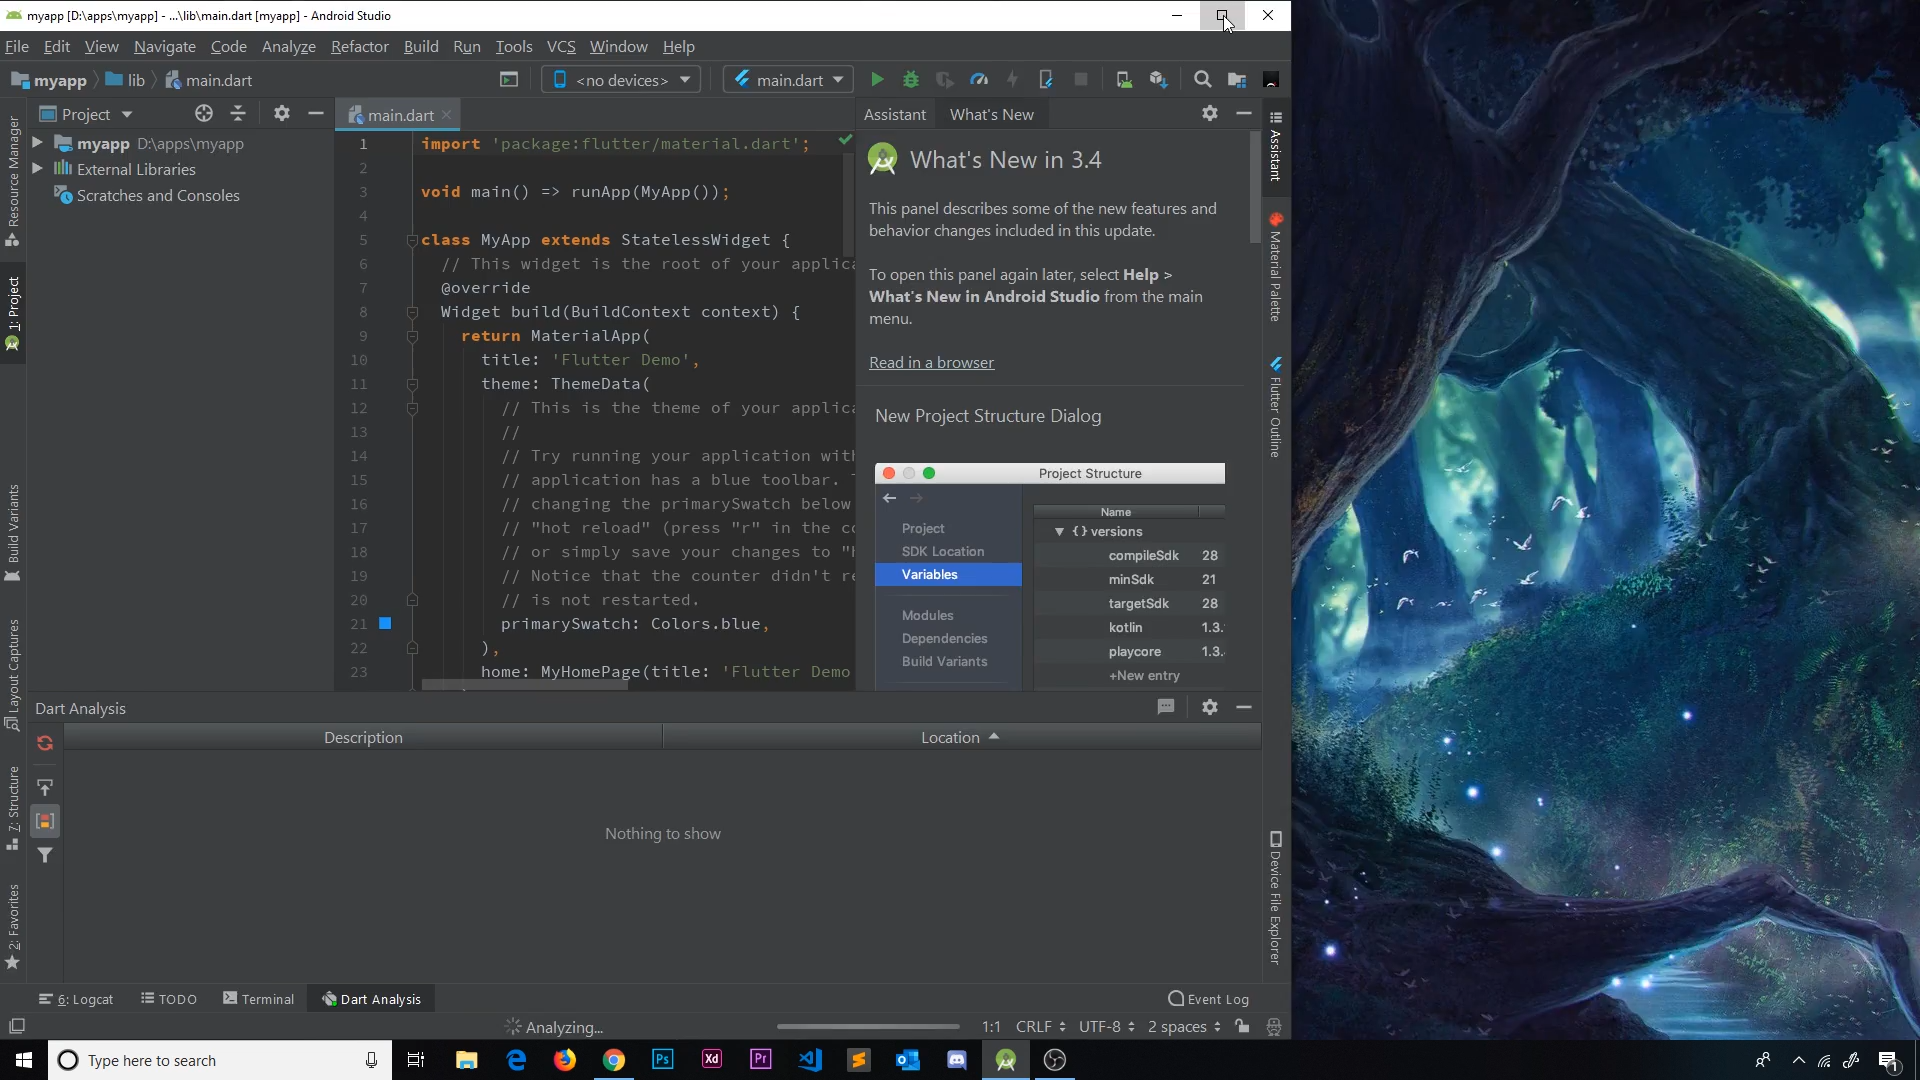 myapp [D:\apps\myapp] - ...\lib\main.dart [myapp] - Android Studio
File Edit View Navigate Code Analyze Refactor Build Run Tools VCS Window Help
myapp lib main.dart <no devices> main.dart
Project
main.dart
Assistant What's New
myapp D:\apps\myapp
External Libraries
Scratches and Consoles
1 import 'package:flutter/material.dart';
2
3 void main() => runApp(MyApp());
4
5 class MyApp extends StatelessWidget {
6 // This widget is the root of your applica
7 @override
8 Widget build(BuildContext context) {
9 return MaterialApp(
10 title: 'Flutter Demo',
11 theme: ThemeData(
12 // This is the theme of your applica
13 //
14 // Try running your application with
15 // application has a blue toolbar.
16 // changing the primarySwatch below
17 // "hot reload" (press "r" in the co
18 // or simply save your changes to "h
19 // Notice that the counter didn't re
20 // is not restarted.
21 primarySwatch: Colors.blue,
22 ),
23 home: MyHomePage(title: 'Flutter Demo
What's New in 3.4
This panel describes some of the new features and
behavior changes included in this update.
To open this panel again later, select Help >
What's New in Android Studio from the main
menu.
Read in a browser
New Project Structure Dialog
Project Structure
Project
SDK Location
Variables
Modules
Dependencies
Build Variants
Name
{} versions
compileSdk 28
minSdk 21
targetSdk 28
kotlin 1.3.
playcore 1.3.
+New entry
Resource Manager
1: Project
Build Variants
Layout Captures
7: Structure
2: Favorites
Assistant
Material Palette
Flutter Outline
Device File Explorer
Dart Analysis
Description Location
Nothing to show
6: Logcat TODO Terminal Dart Analysis Event Log
Analyzing... 1:1 CRLF UTF-8 2 spaces
Type here to search Ps Xd Pr 1